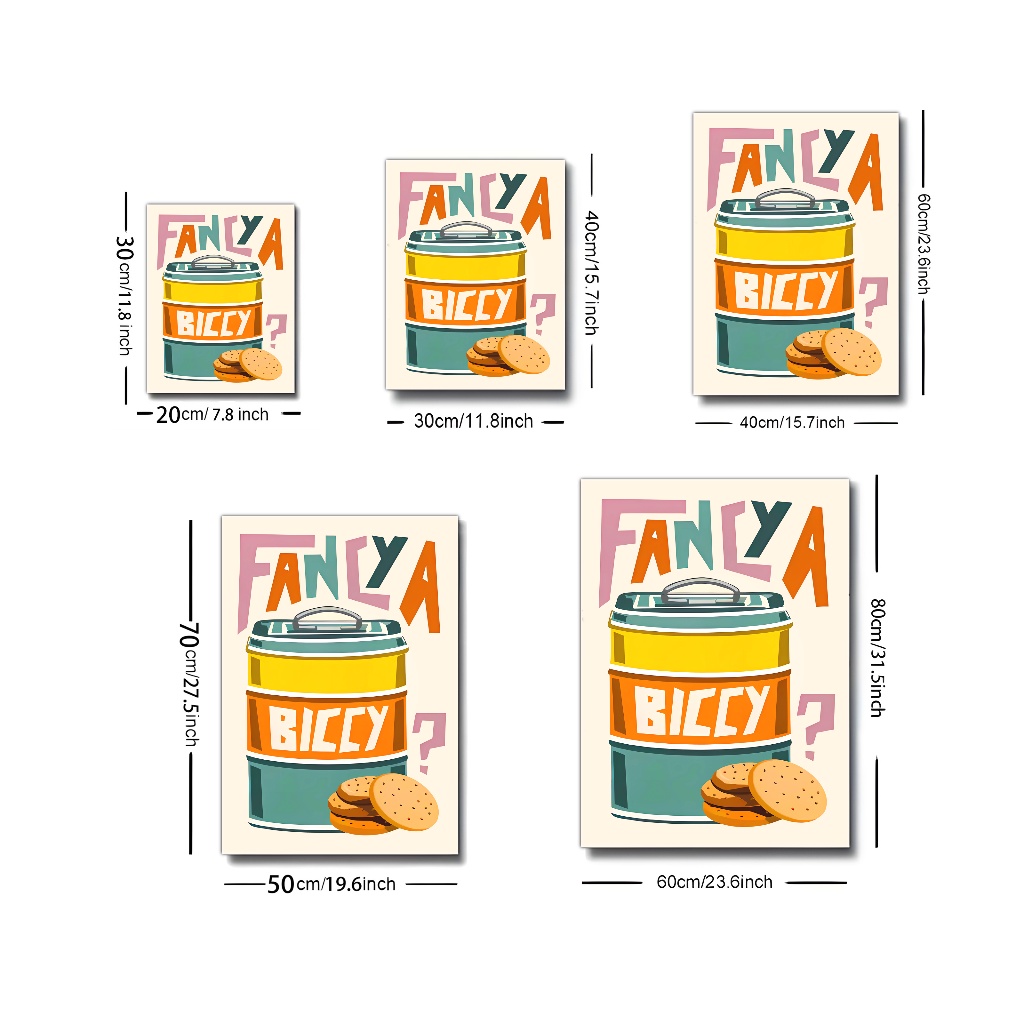 FANCY A
BICCY
?
30cm/11.8 inch
20cm/ 7.8 inch
FANCY A
BICCY
?
40cm/15.7inch
30cm/11.8inch
FANCY A
BICCY
?
60cm/23.6inch
40cm/15.7inch
FANCY A
BICCY
?
70cm/27.5inch
50cm/19.6inch
FANCY A
BICCY
?
80cm/31.5inch
60cm/23.6inch